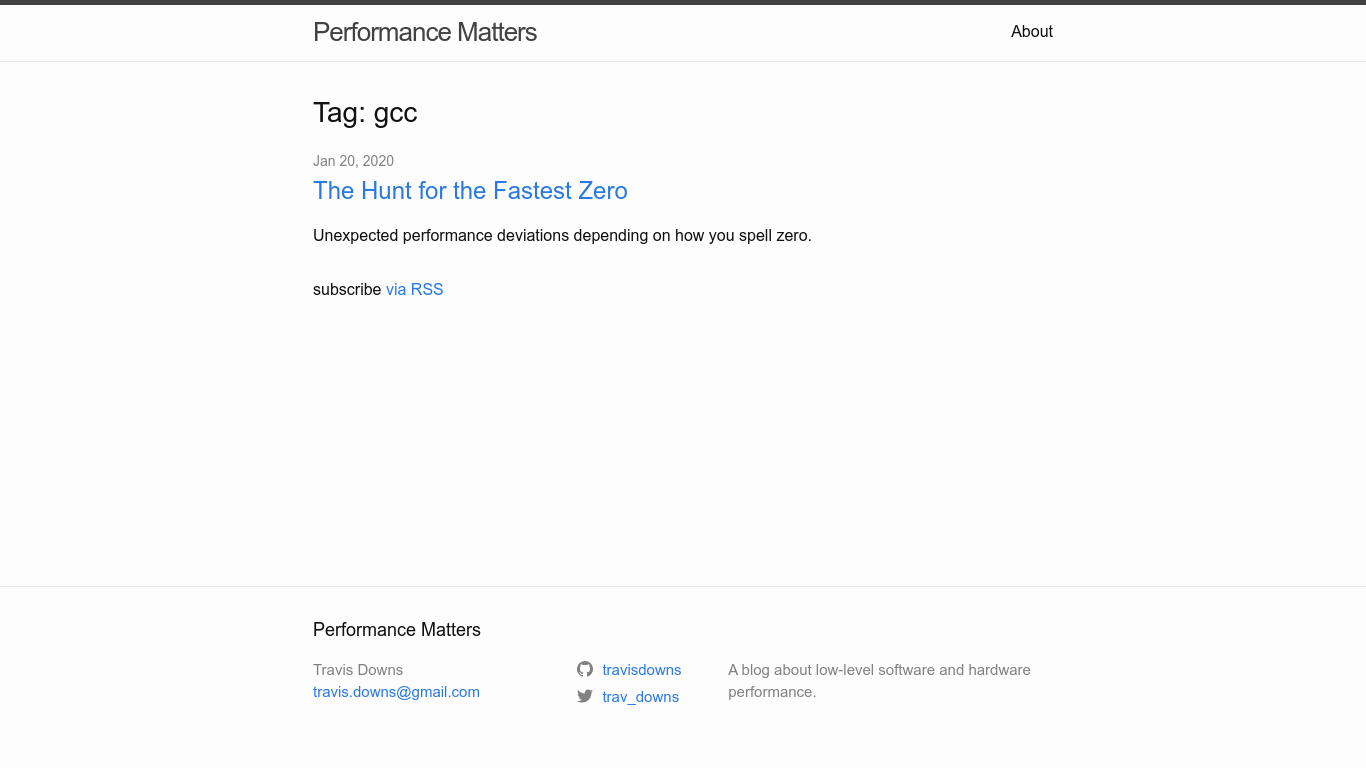 Performance Matters
About
Tag: gcc
Jan 20, 2020
The Hunt for the Fastest Zero
Unexpected performance deviations depending on how you spell zero.
subscribe via RSS
Performance Matters
Travis Downs
travis.downs@gmail.com
travisdowns
trav_downs
A blog about low-level software and hardware
performance.